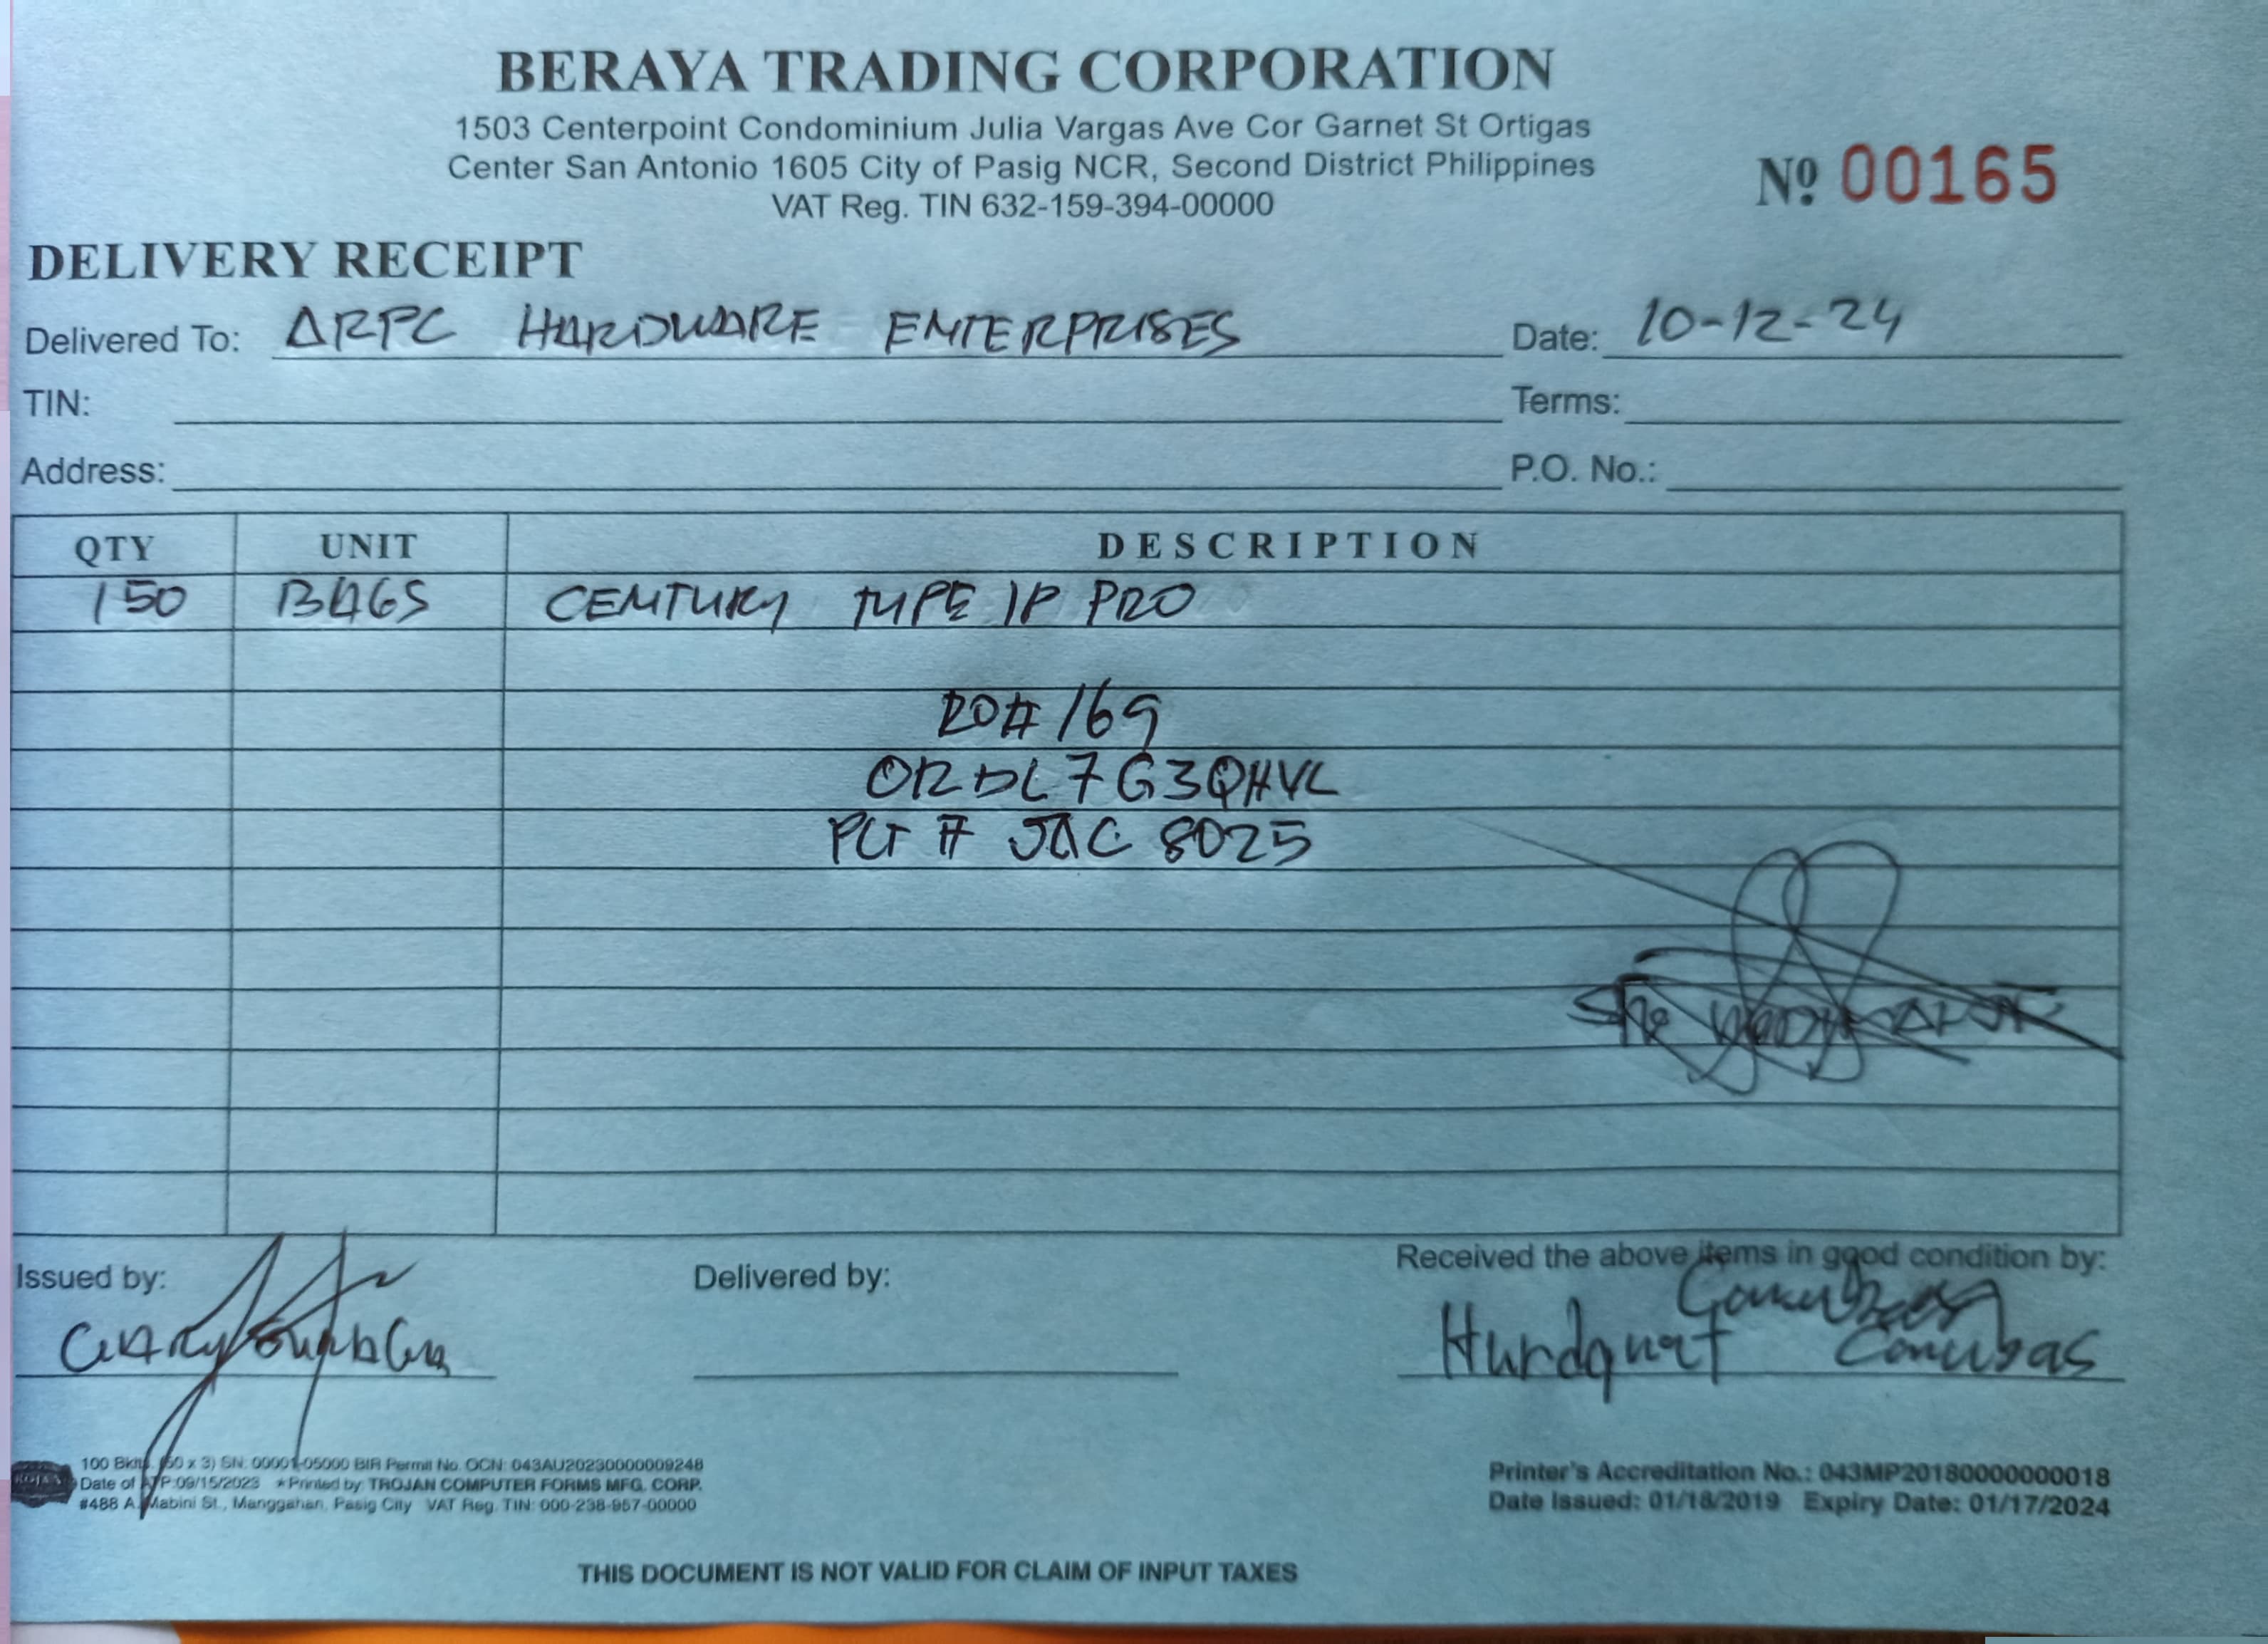 BERAYA TRADING CORPORATION
1503 Centerpoint Condominium Julia Vargas Ave Cor Garnet St Ortigas
Center San Antonio 1605 City of Pasig NCR, Second District Philippines
VAT Reg. TIN 632-159-394-00000
Nº 00165
DELIVERY RECEIPT
Delivered To: ARPC HARDWARE ENTERPRISES Date: 10-12-24
TIN: Terms:
Address: P.O. No.:
QTY UNIT DESCRIPTION
150 BAGS CENTURY TYPE 1P PRO
RO# 169
ORDL7G3QHVL
PLT # JAC 8025
Issued by: Delivered by: Received the above items in good condition by:
100 Bklts. (50 x 3) SN: 00001-05000 BIR Permit No. OCN: 043AU20230000009248
Date of ATP:09/15/2023 *Printed by: TROJAN COMPUTER FORMS MFG. CORP.
#488 A. Mabini St., Manggahan, Pasig City VAT Reg. TIN: 000-238-957-00000
Printer's Accreditation No.: 043MP20180000000018
Date Issued: 01/18/2019 Expiry Date: 01/17/2024
THIS DOCUMENT IS NOT VALID FOR CLAIM OF INPUT TAXES